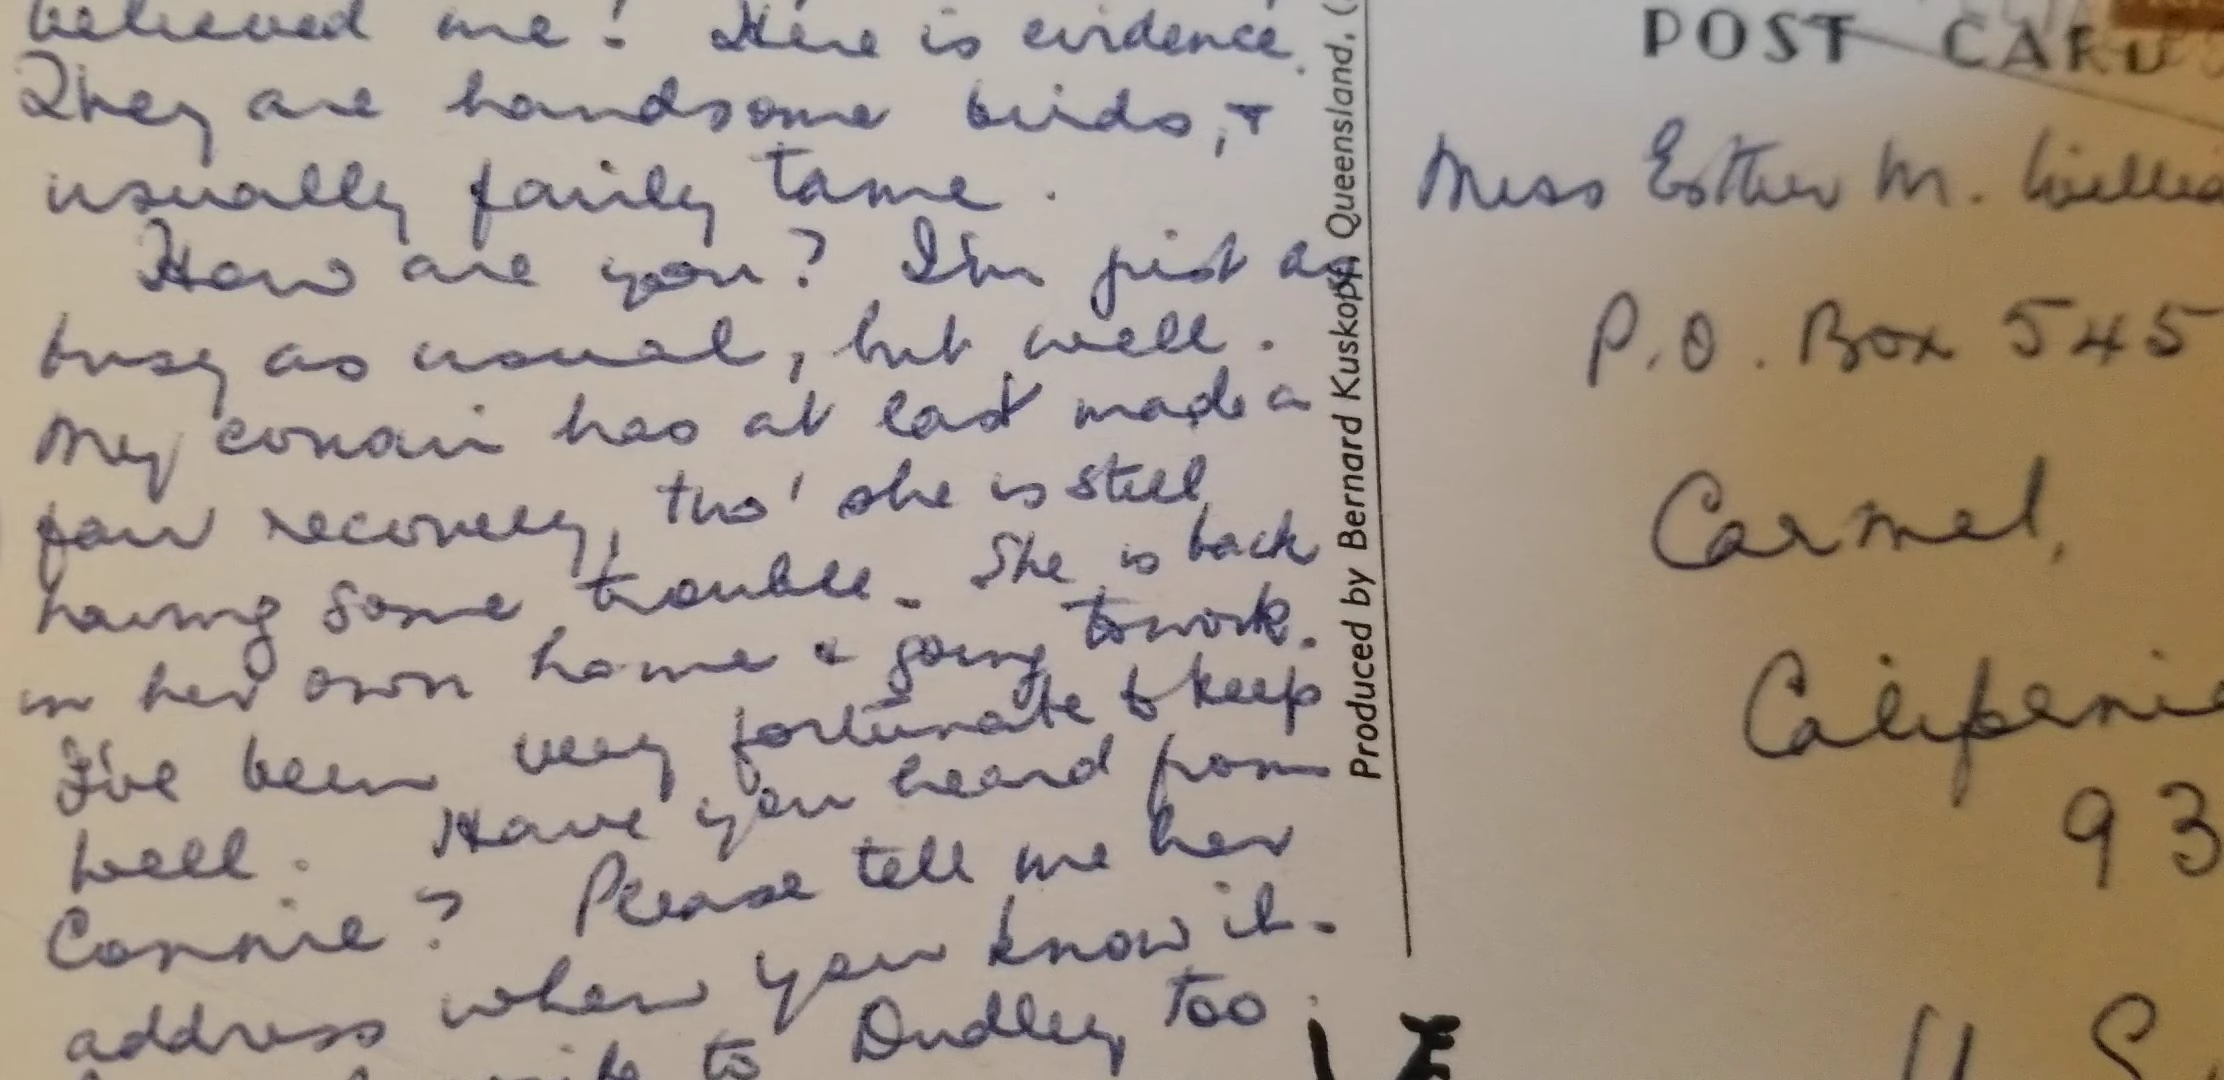 believed me! Here is evidence.
They are handsome birds, +
usually fairly tame.
How are you? I'm just as
busy as usual, but well.
My cousin has at last made a
fair recovery, tho' she is still
having some trouble. She is back
in her own home & going to work.
I've been very fortunate to keep
well. Have you heard from
Connie? Please tell me her
address when you know it.
to Dudley too
Produced by Bernard Kuskopf, Queensland,
POST CARD
Miss Esther M.
P.O. Box 545
Carmel,
California
93
U.S.